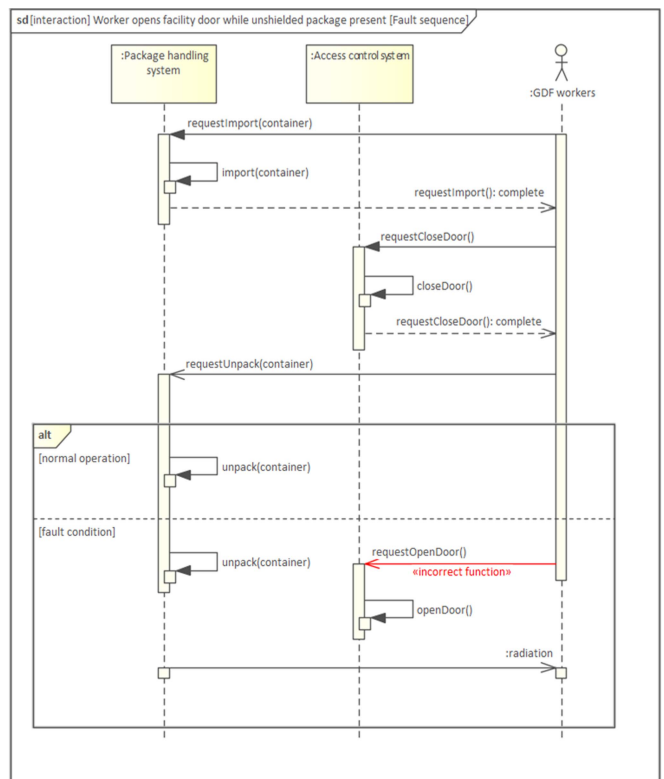 sd [interaction] Worker opens facility door while unshielded package present [Fault sequence]
:Package handling
system
:Access control system
:GDF workers
requestImport(container)
import(container)
requestImport(): complete
requestCloseDoor()
closeDoor()
requestCloseDoor(): complete
requestUnpack(container)
alt
[normal operation]
unpack(container)
[fault condition]
requestOpenDoor()
unpack(container)
«incorrect function»
openDoor()
:radiation